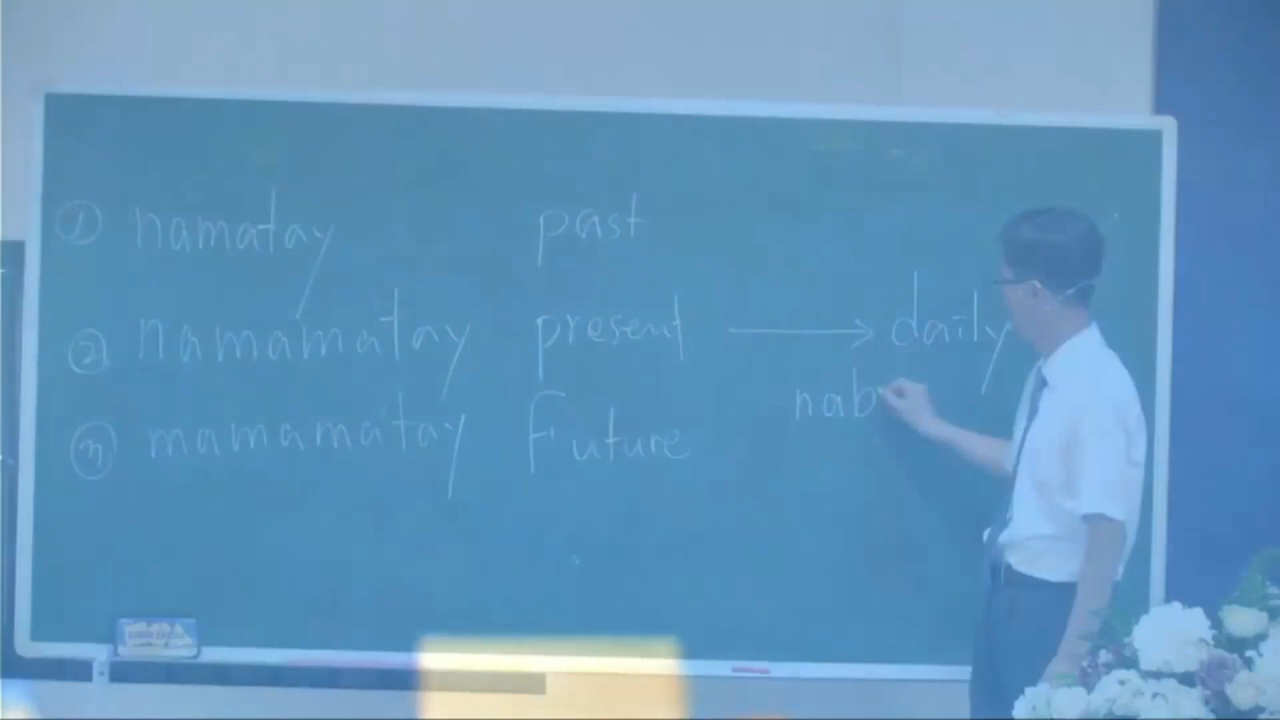 ① namatay past
② namamatay present → daily
nab
③ mamamatay Future